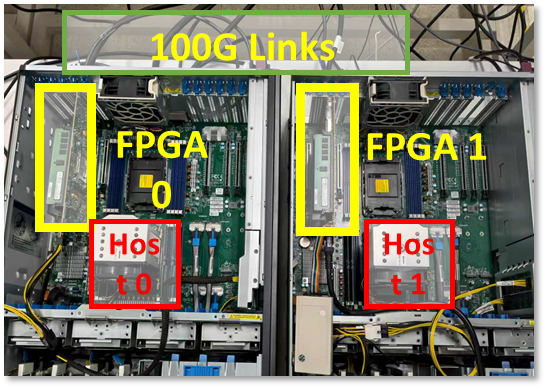 100G Links
FPGA
0
FPGA 1
Hos
t 0
Hos
t 1